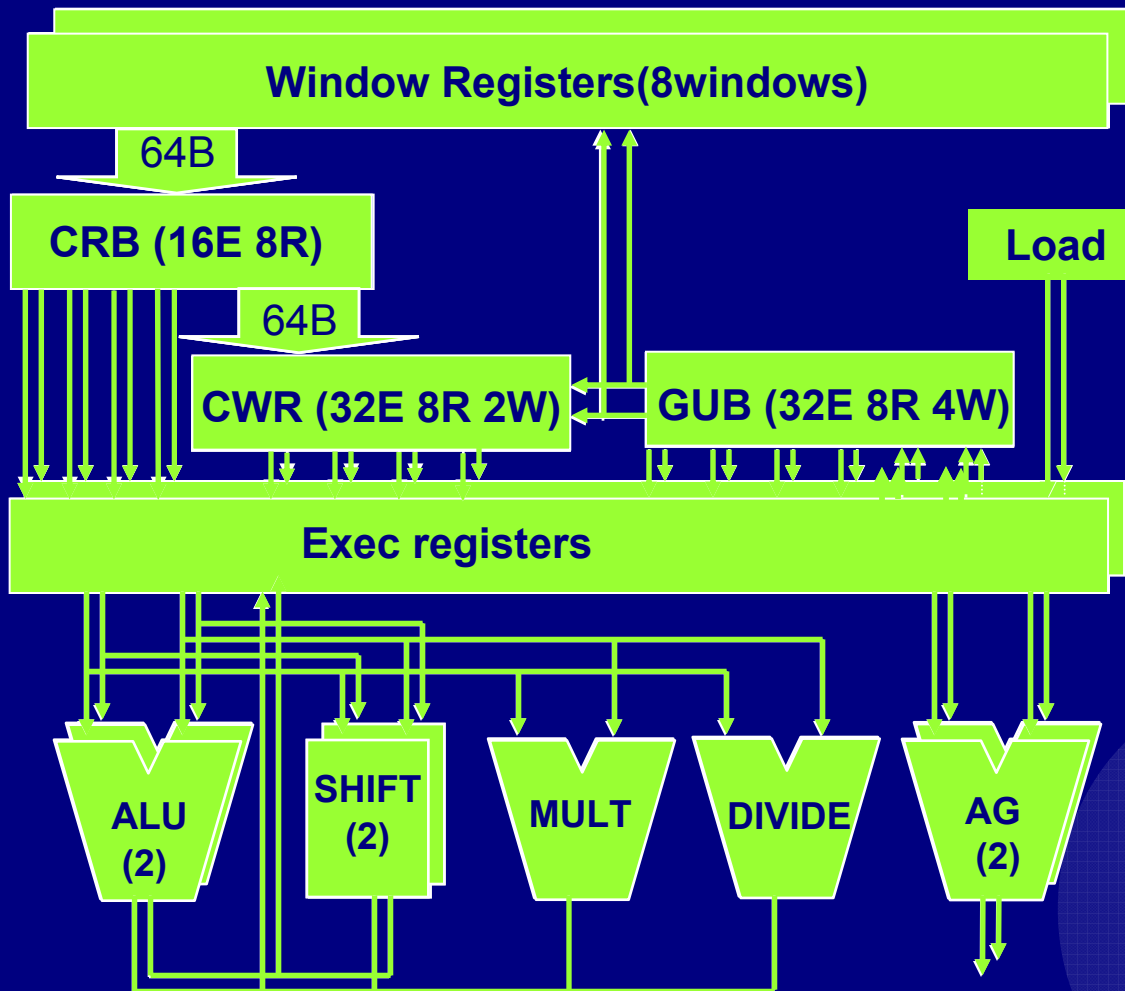 Window Registers(8windows)
64B
CRB (16E 8R)
Load
64B
CWR (32E 8R 2W)
GUB (32E 8R 4W)
Exec registers
ALU
(2)
SHIFT
(2)
MULT
DIVIDE
AG
(2)